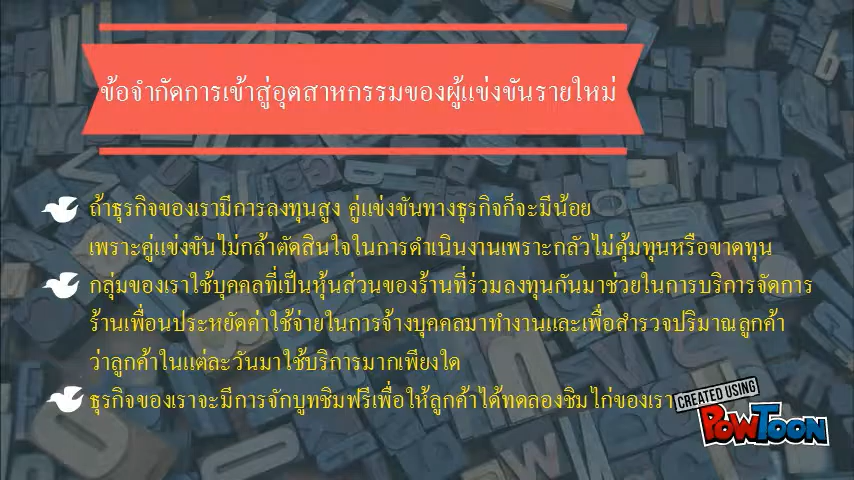 ข้อจำกัดการเข้าสู่อุตสาหกรรมของผู้แข่งขันรายใหม่
ถ้าธุรกิจของเรามีการลงทุนสูง คู่แข่งขันทางธุรกิจก็จะมีน้อย
เพราะคู่แข่งขันไม่กล้าตัดสินใจในการดำเนินงานเพราะกลัวไม่คุ้มทุนหรือขาดทุน
กลุ่มของเราใช้บุคคลที่เป็นหุ้นส่วนของร้านที่ร่วมลงทุนกันมาช่วยในการบริการจัดการ
ร้านเพื่อนประหยัดค่าใช้จ่ายในการจ้างบุคคลมาทำงานและเพื่อสำรวจปริมาณลูกค้า
ว่าลูกค้าในแต่ละวันมาใช้บริการมากเพียงใด
ธุรกิจของเราจะมีการจักบูทชิมฟรีเพื่อให้ลูกค้าได้ทดลองชิมไก่ของเรา
CREATED USING
POWTOON